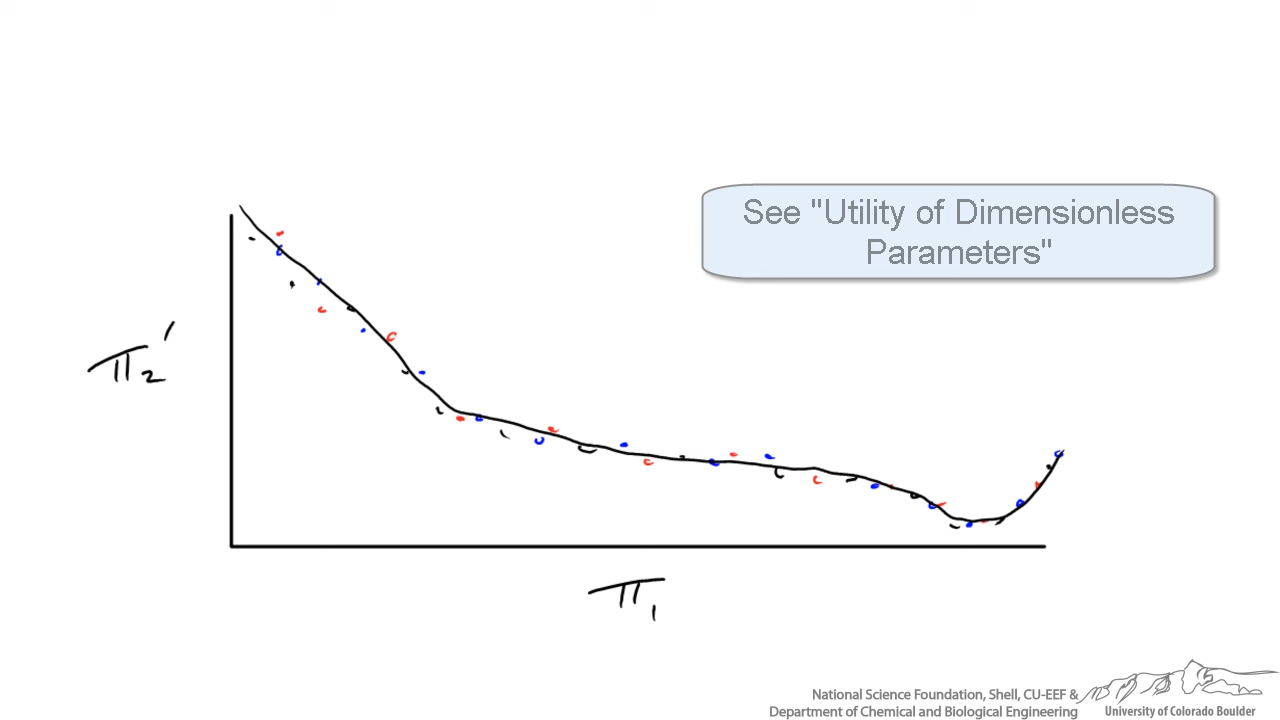 See "Utility of Dimensionless
Parameters"
π₂'
π₁
National Science Foundation, Shell, CU-EEF &
Department of Chemical and Biological Engineering
University of Colorado Boulder